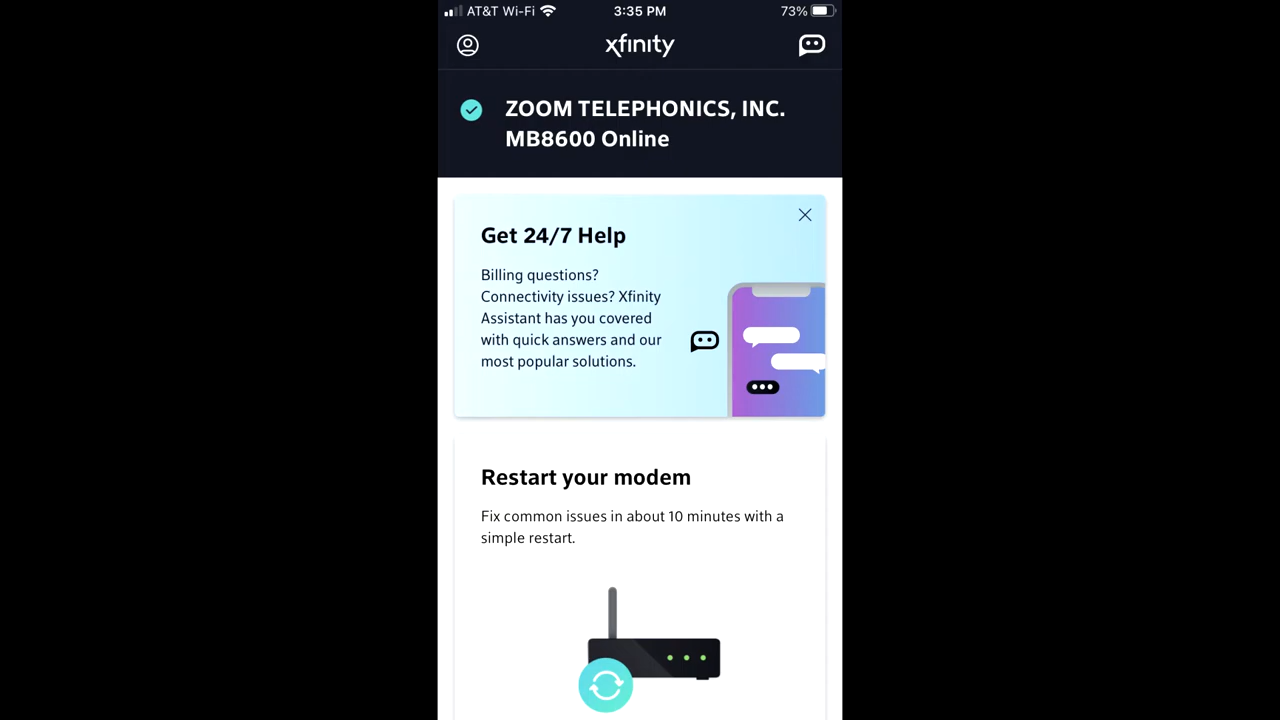 AT&T Wi-Fi 3:35 PM 73%
xfinity
ZOOM TELEPHONICS, INC.
MB8600 Online
Get 24/7 Help
Billing questions?
Connectivity issues? Xfinity
Assistant has you covered
with quick answers and our
most popular solutions.
Restart your modem
Fix common issues in about 10 minutes with a
simple restart.